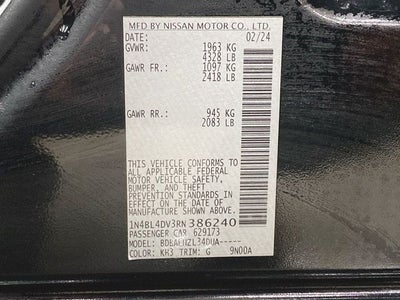 MFD BY NISSAN MOTOR CO., LTD.
DATE: 02/24
GVWR: 1963 KG
4328 LB
GAWR FR.: 1097 KG
2418 LB
GAWR RR.: 945 KG
2083 LB
THIS VEHICLE CONFORMS TO
ALL APPLICABLE FEDERAL
MOTOR VEHICLE SAFETY,
BUMPER, AND THEFT
PREVENTION STANDARDS IN
EFFECT ON THE DATE OF
MANUFACTURE SHOWN ABOVE.
1N4BL4DV3RN386240
PASSENGER CAR 629173
MODEL:
COLOR: KH3 TRIM: G 9N00A